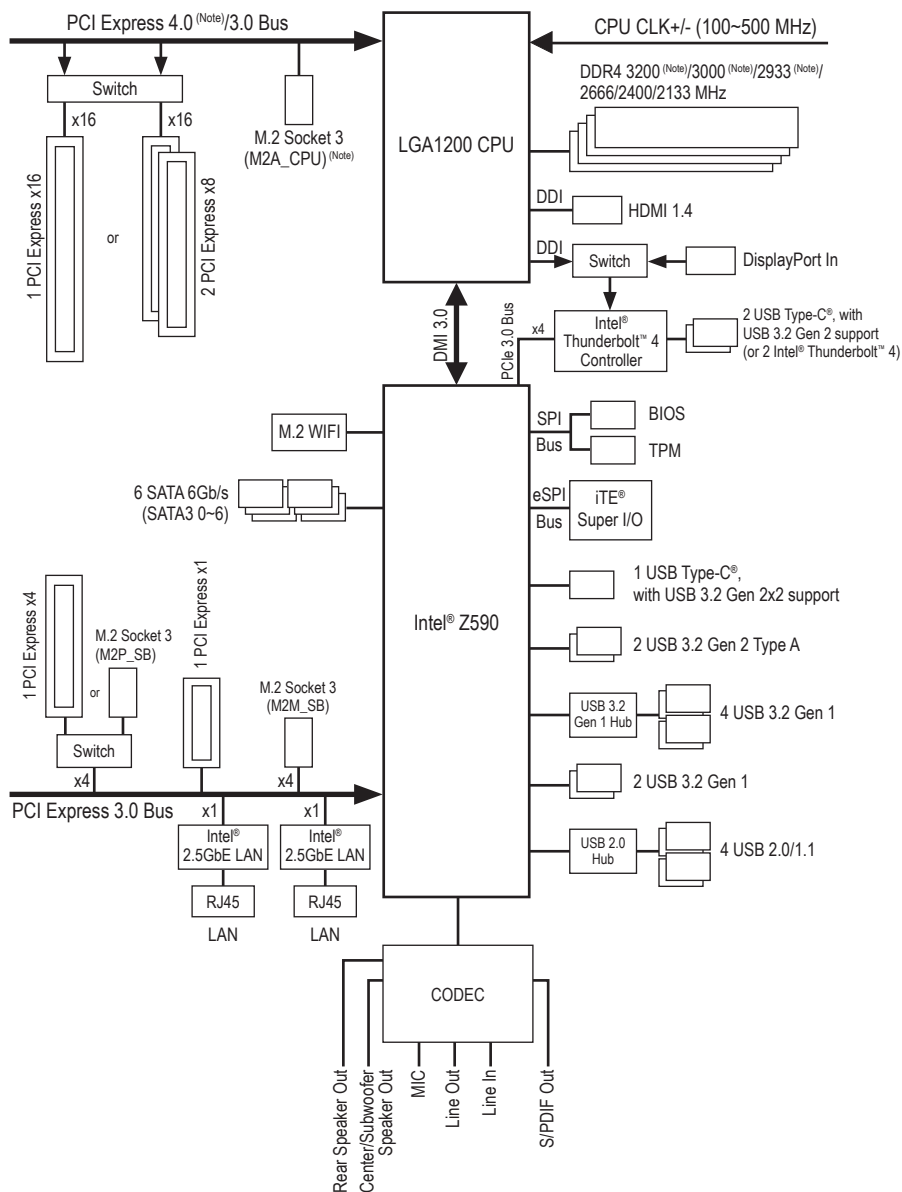 PCI Express 4.0 (Note)/3.0 Bus
CPU CLK+/- (100~500 MHz)
Switch
x16
x16
1 PCI Express x16
or
2 PCI Express x8
M.2 Socket 3
(M2A_CPU) (Note)
LGA1200 CPU
DDR4 3200 (Note)/3000 (Note)/2933 (Note)/
2666/2400/2133 MHz
DDI
HDMI 1.4
DDI
Switch
DisplayPort In
DMI 3.0
PCIe 3.0 Bus
x4
Intel®
Thunderbolt™ 4
Controller
2 USB Type-C®, with
USB 3.2 Gen 2 support
(or 2 Intel® Thunderbolt™ 4)
M.2 WIFI
SPI
Bus
BIOS
TPM
6 SATA 6Gb/s
(SATA3 0~6)
eSPI
Bus
iTE®
Super I/O
Intel® Z590
1 USB Type-C®,
with USB 3.2 Gen 2x2 support
2 USB 3.2 Gen 2 Type A
USB 3.2
Gen 1 Hub
4 USB 3.2 Gen 1
2 USB 3.2 Gen 1
USB 2.0
Hub
4 USB 2.0/1.1
1 PCI Express x4
or
M.2 Socket 3
(M2P_SB)
1 PCI Express x1
M.2 Socket 3
(M2M_SB)
Switch
x4
x4
PCI Express 3.0 Bus
x1
x1
Intel®
2.5GbE LAN
Intel®
2.5GbE LAN
RJ45
RJ45
LAN
LAN
CODEC
Rear Speaker Out
Center/Subwoofer
Speaker Out
MIC
Line Out
Line In
S/PDIF Out